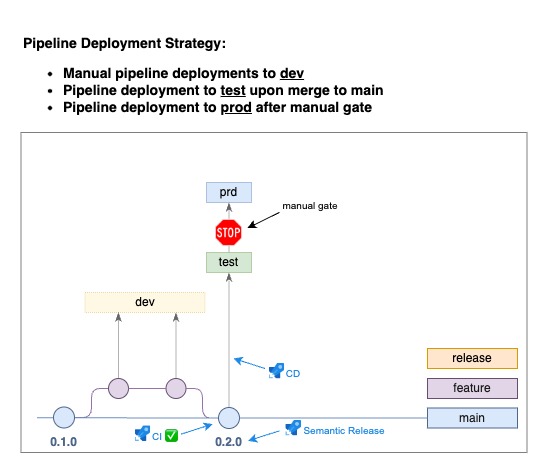 Pipeline Deployment Strategy:
• Manual pipeline deployments to dev
• Pipeline deployment to test upon merge to main
• Pipeline deployment to prod after manual gate
prd
manual gate
STOP
test
dev
release
CD
feature
main
CI
Semantic Release
0.1.0
0.2.0